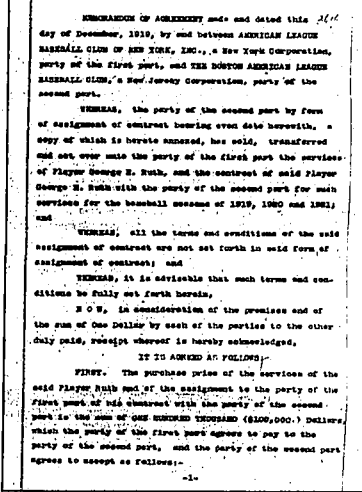 MEMORANDUM OF AGREEMENT made and dated this 26th
day of December, 1919, by and between AMERICAN LEAGUE
BASEBALL CLUB OF NEW YORK, INC., a New York Corporation,
party of the first part, and THE BOSTON AMERICAN LEAGUE
BASEBALL CLUB, a New Jersey Corporation, party of the
second part.
WHEREAS, the party of the second part by form
of assignment of contract bearing even date herewith, a
copy of which is hereto annexed, has sold, transferred
and set over unto the party of the first part the services
of Player George H. Ruth, and the contract of said Player
George H. Ruth with the party of the second part for such
services for the baseball seasons of 1919, 1920 and 1921;
and
WHEREAS, all the terms and conditions of the said
assignment of contract are not set forth in said form of
assignment of contract; and
WHEREAS, it is advisable that such terms and con-
ditions be fully set forth herein,
N O W, in consideration of the premises and of
the sum of One Dollar by each of the parties to the other
duly paid, receipt whereof is hereby acknowledged,
IT IS AGREED AS FOLLOWS:-
FIRST. The purchase price of the services of the
said Player Ruth and of the assignment to the party of the
first part of his contract with the party of the second
part is the sum of ONE HUNDRED THOUSAND ($100,000.) Dollars,
which the party of the first part agrees to pay to the
party of the second part, and the party of the second part
agrees to accept as follows:-
-1-